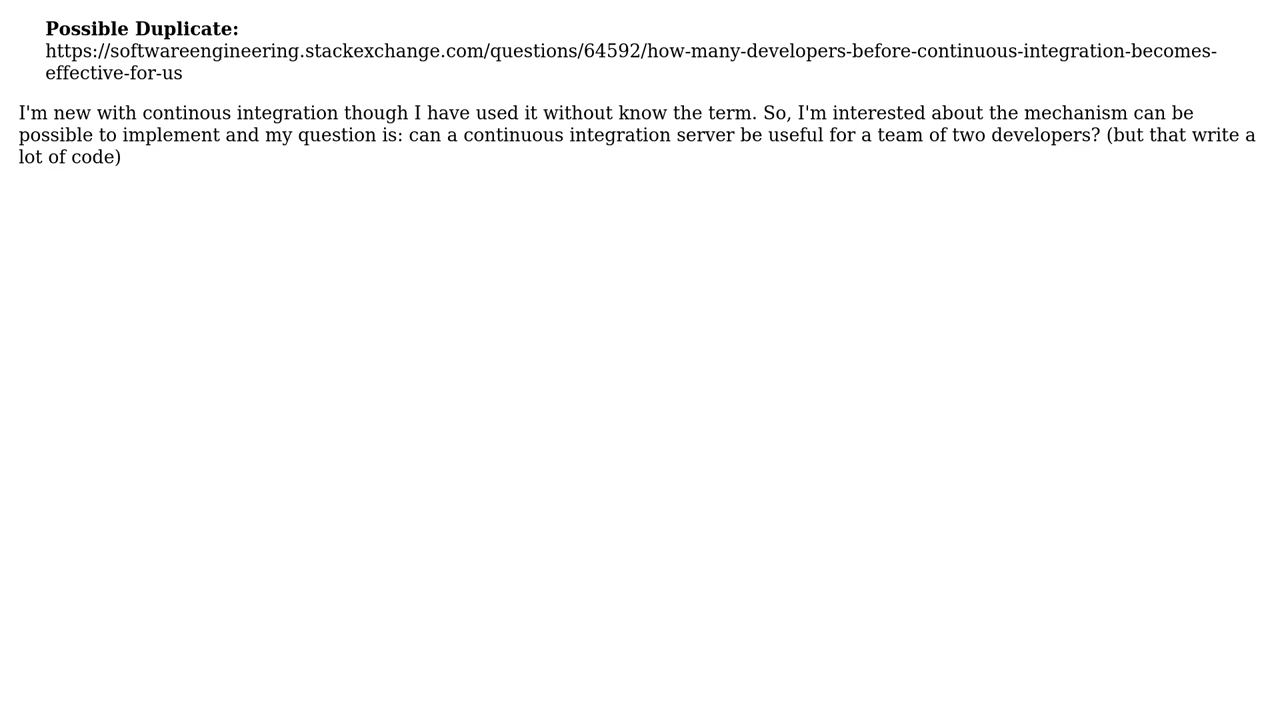 Possible Duplicate:
https://softwareengineering.stackexchange.com/questions/64592/how-many-developers-before-continuous-integration-becomes-
effective-for-us
I'm new with continous integration though I have used it without know the term. So, I'm interested about the mechanism can be
possible to implement and my question is: can a continuous integration server be useful for a team of two developers? (but that write a
lot of code)